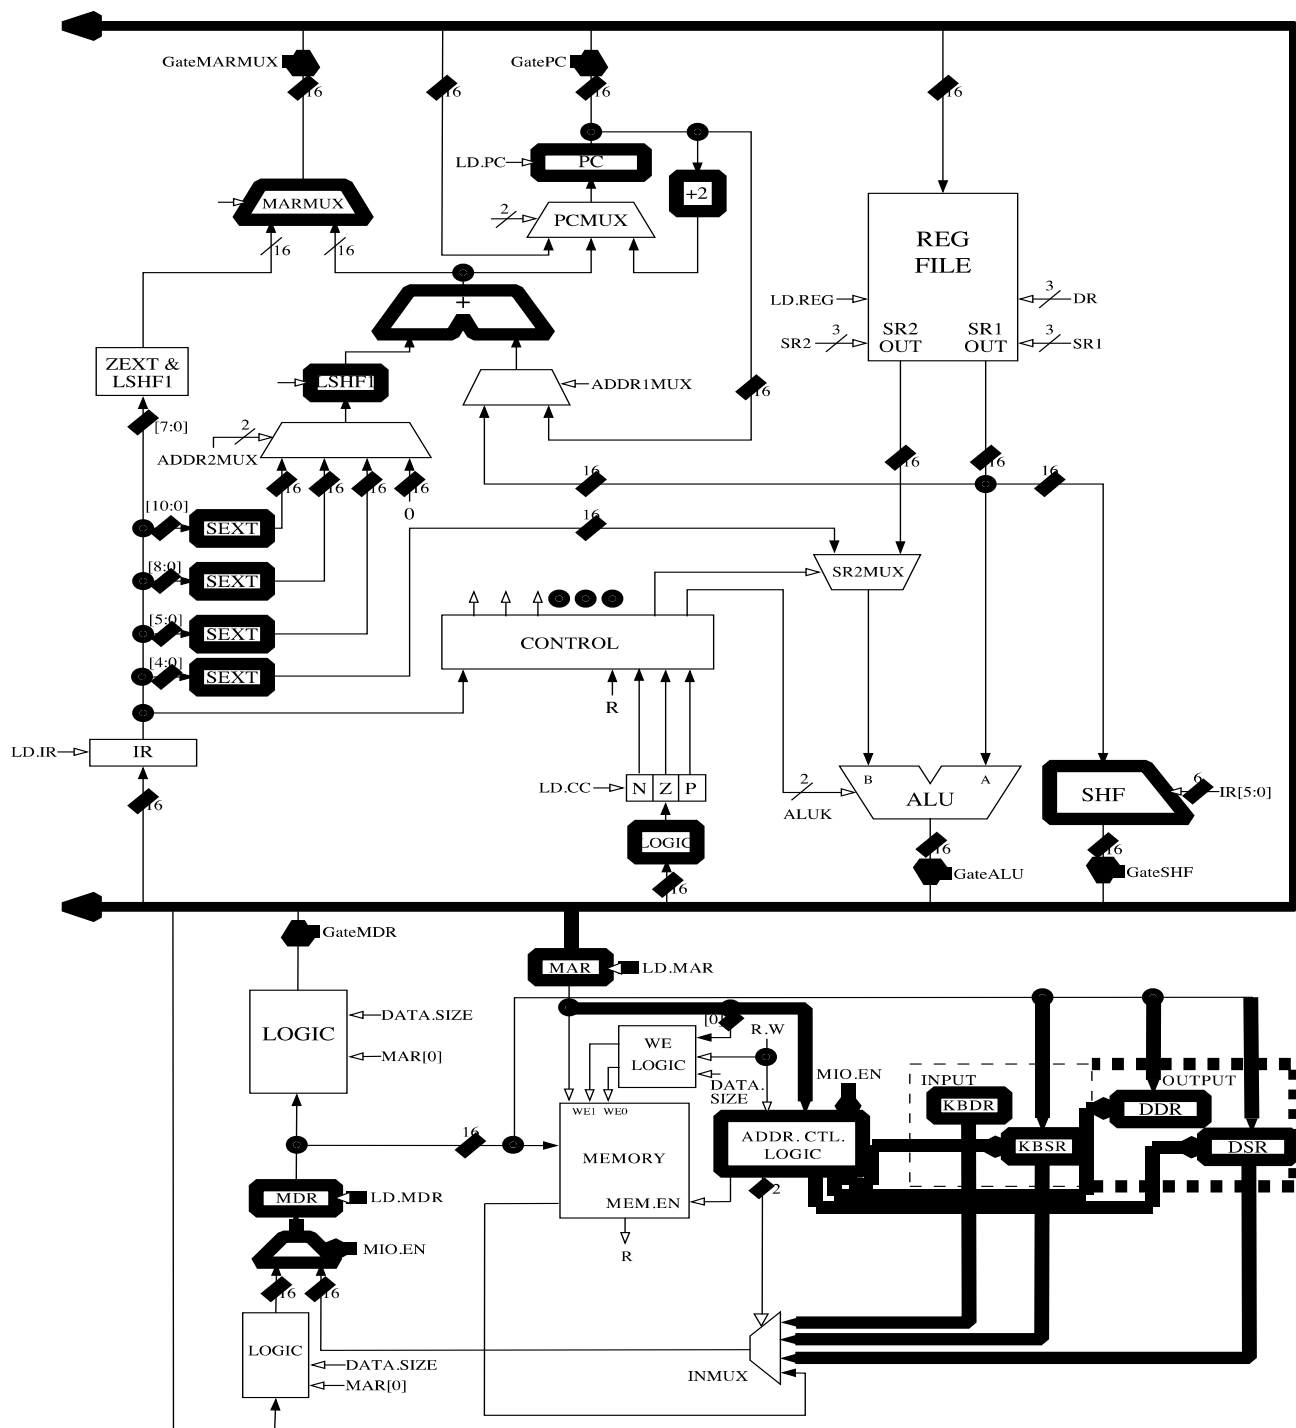 GateMARMUX
GatePC
16
16
16
16
LD.PC
PC
+2
MARMUX
2
PCMUX
16
16
REG
FILE
+
LD.REG
3
DR
SR2
3
SR2
OUT
SR1
OUT
3
SR1
ZEXT &
LSHF1
LSHF1
ADDR1MUX
16
[7:0]
2
ADDR2MUX
16
16
16
16
16
16
16
16
0
[10:0]
SEXT
16
[8:0]
SEXT
SR2MUX
[5:0]
SEXT
CONTROL
[4:0]
SEXT
R
LD.IR
IR
16
LD.CC
N Z P
2
ALUK
B
A
ALU
SHF
6
IR[5:0]
LOGIC
16
16
16
GateALU
GateSHF
GateMDR
MAR
LD.MAR
LOGIC
DATA.SIZE
MAR[0]
[0]
R.W
WE
LOGIC
DATA.
SIZE
MIO.EN
INPUT
OUTPUT
KBDR
DDR
WE1 WE0
ADDR. CTL.
LOGIC
KBSR
DSR
16
MEMORY
MDR
LD.MDR
MEM.EN
2
MIO.EN
R
16
16
LOGIC
DATA.SIZE
MAR[0]
INMUX